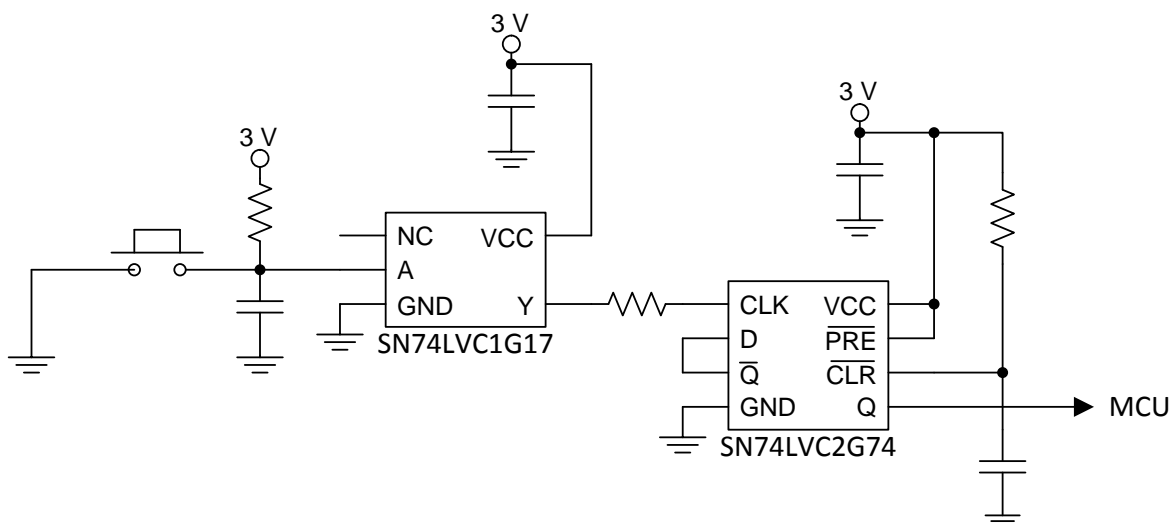 3 V
3 V
3 V
NC
VCC
A
GND
Y
SN74LVC1G17
CLK
VCC
D
PRE
Q
CLR
GND
Q
SN74LVC2G74
MCU